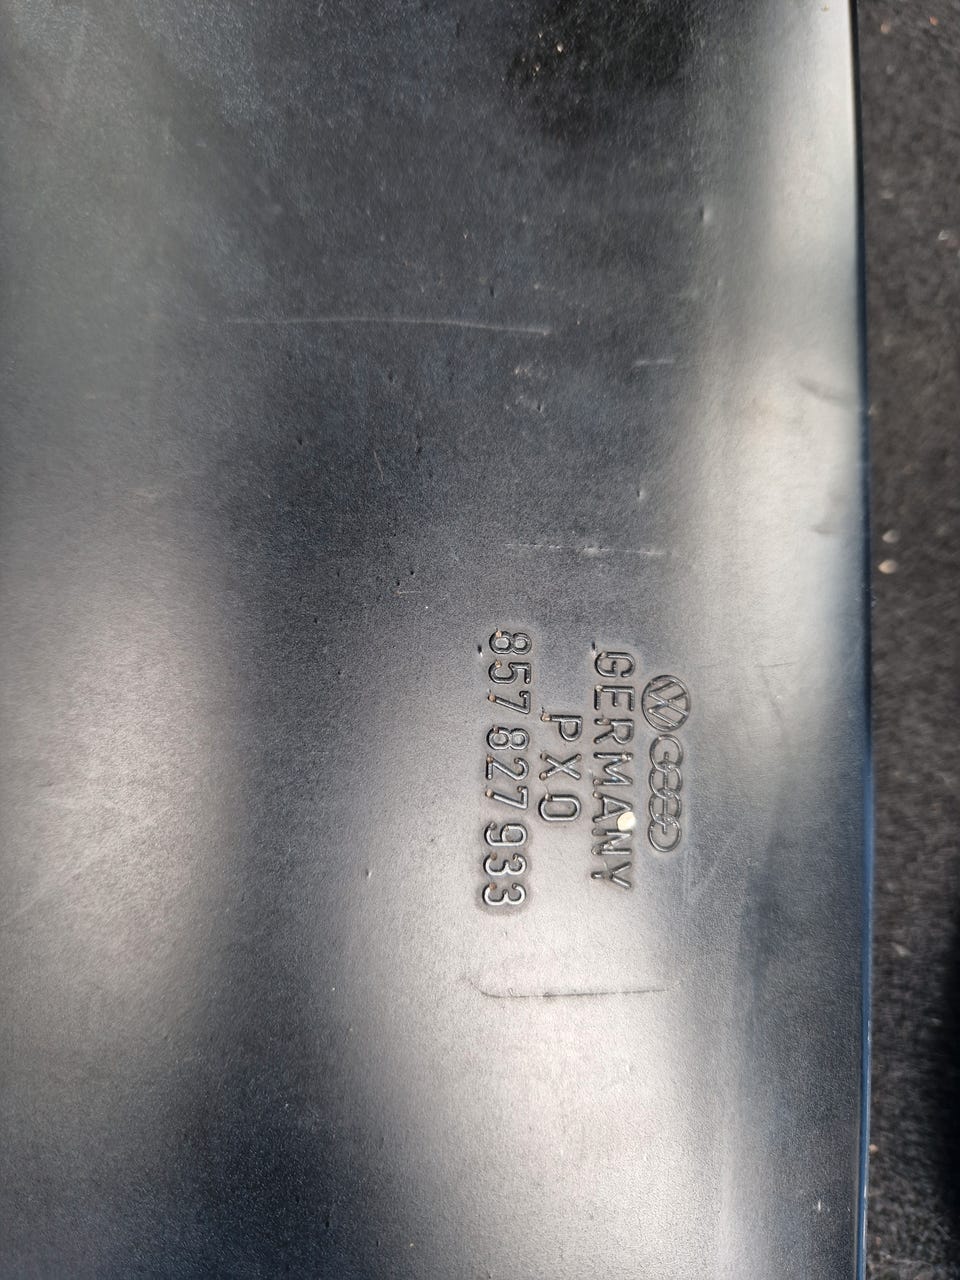 GERMANY
PXO
857 827 933